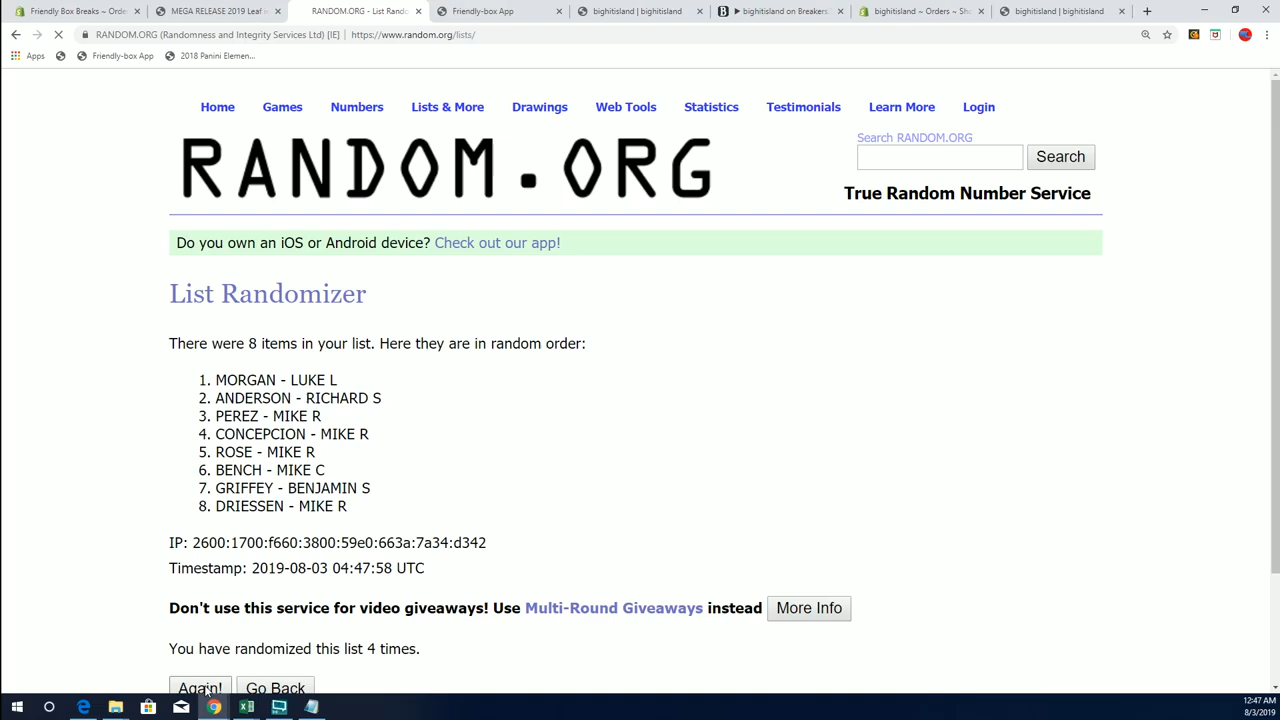 Friendly Box Breaks ~ Orde
MEGA RELEASE 2019 Leaf
RANDOM.ORG - List Rando
Friendly-box App
bighitisland | bighitisland
▶ bighitisland on Breakers.
bighitisland ~ Orders ~ Sh
bighitisland | bighitisland
RANDOM.ORG (Randomness and Integrity Services Ltd) [IE] | https://www.random.org/lists/
Apps
Friendly-box App
2018 Panini Elemen...
Home Games Numbers Lists & More Drawings Web Tools Statistics Testimonials Learn More Login
RANDOM.ORG
Search RANDOM.ORG
Search
True Random Number Service
Do you own an iOS or Android device? Check out our app!
List Randomizer
There were 8 items in your list. Here they are in random order:
1. MORGAN - LUKE L
2. ANDERSON - RICHARD S
3. PEREZ - MIKE R
4. CONCEPCION - MIKE R
5. ROSE - MIKE R
6. BENCH - MIKE C
7. GRIFFEY - BENJAMIN S
8. DRIESSEN - MIKE R
IP: 2600:1700:f660:3800:59e0:663a:7a34:d342
Timestamp: 2019-08-03 04:47:58 UTC
Don't use this service for video giveaways! Use Multi-Round Giveaways instead More Info
You have randomized this list 4 times.
Again! Go Back
12:47 AM
8/3/2019